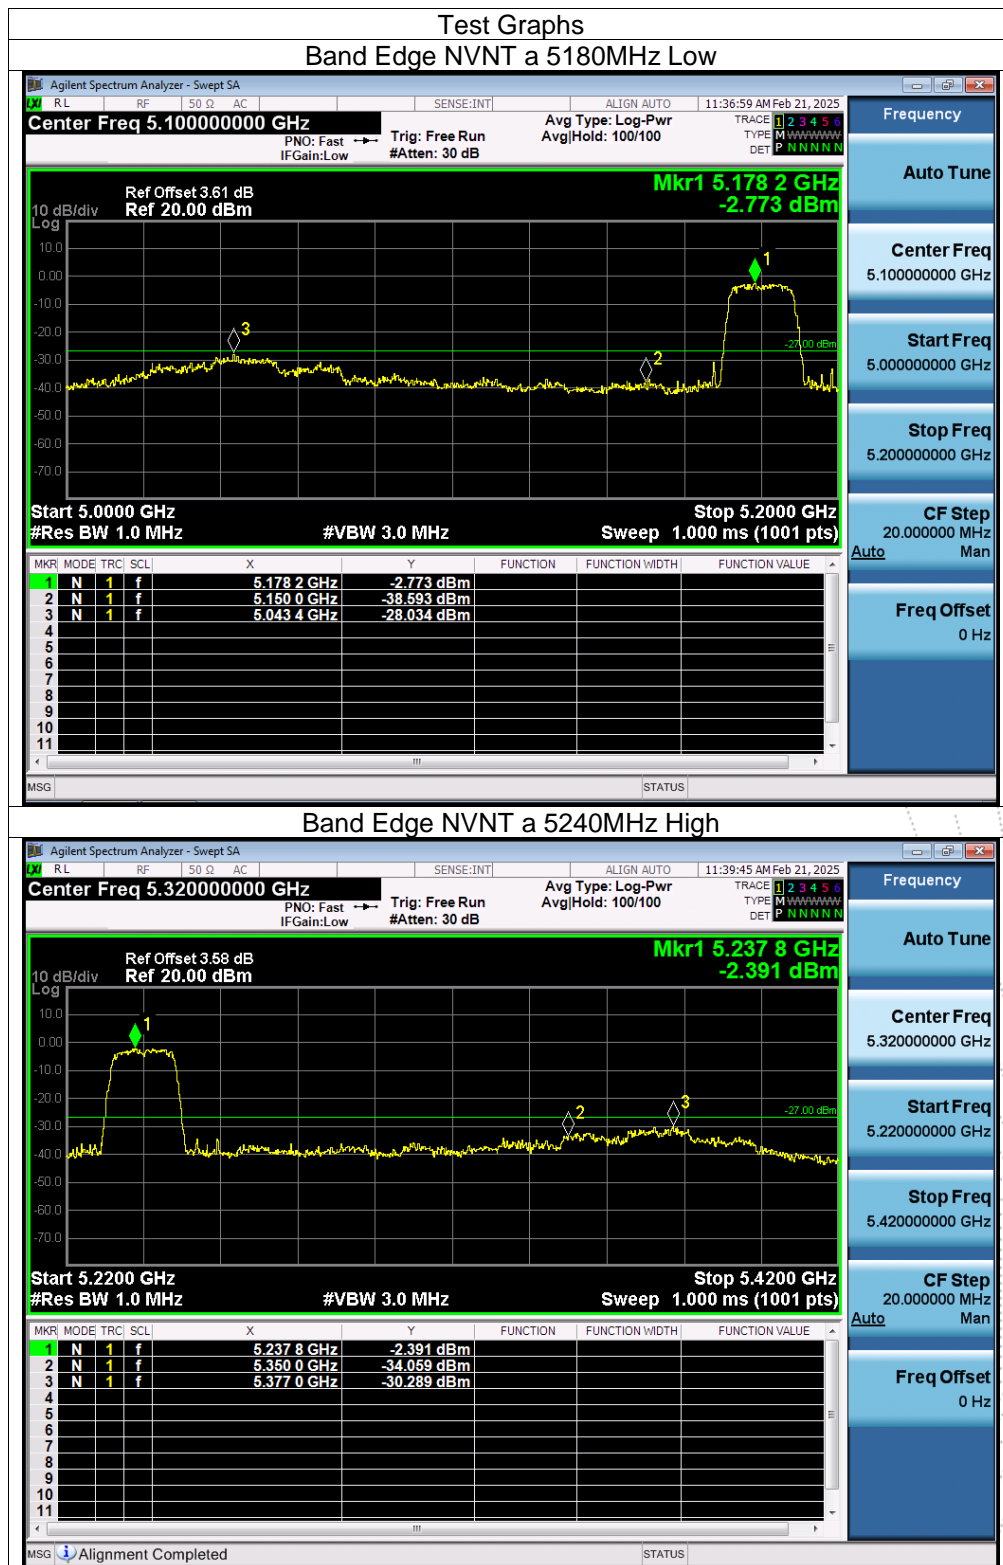 Test Graphs
Band Edge NVNT a 5180MHz Low
Agilent Spectrum Analyzer - Swept SA
LXI RL RF 50 Ω AC SENSE:INT ALIGN AUTO 11:36:59 AM Feb 21, 2025
Center Freq 5.100000000 GHz
PNO: Fast
IFGain:Low
Trig: Free Run
#Atten: 30 dB
Avg Type: Log-Pwr
Avg|Hold: 100/100
TRACE 1 2 3 4 5 6
TYPE M WWWWW
DET P N N N N N
Frequency
Auto Tune
Center Freq
5.100000000 GHz
Start Freq
5.000000000 GHz
Stop Freq
5.200000000 GHz
CF Step
20.000000 MHz
Auto Man
Freq Offset
0 Hz
Mkr1 5.178 2 GHz
-2.773 dBm
Ref Offset 3.61 dB
10 dB/div Ref 20.00 dBm
Log
10.0
0.00
-10.0
-20.0
-30.0
-40.0
-50.0
-60.0
-70.0
1
2
3
-27.00 dBm
Start 5.0000 GHz Stop 5.2000 GHz
#Res BW 1.0 MHz #VBW 3.0 MHz Sweep 1.000 ms (1001 pts)
MKR MODE TRC SCL X Y FUNCTION FUNCTION WIDTH FUNCTION VALUE
1 N 1 f 5.178 2 GHz -2.773 dBm
2 N 1 f 5.150 0 GHz -38.593 dBm
3 N 1 f 5.043 4 GHz -28.034 dBm
4
5
6
7
8
9
10
11
MSG STATUS
Band Edge NVNT a 5240MHz High
Agilent Spectrum Analyzer - Swept SA
LXI RL RF 50 Ω AC SENSE:INT ALIGN AUTO 11:39:45 AM Feb 21, 2025
Center Freq 5.320000000 GHz
PNO: Fast
IFGain:Low
Trig: Free Run
#Atten: 30 dB
Avg Type: Log-Pwr
Avg|Hold: 100/100
TRACE 1 2 3 4 5 6
TYPE M WWWWW
DET P N N N N N
Frequency
Auto Tune
Center Freq
5.320000000 GHz
Start Freq
5.220000000 GHz
Stop Freq
5.420000000 GHz
CF Step
20.000000 MHz
Auto Man
Freq Offset
0 Hz
Mkr1 5.237 8 GHz
-2.391 dBm
Ref Offset 3.58 dB
10 dB/div Ref 20.00 dBm
Log
10.0
0.00
-10.0
-20.0
-30.0
-40.0
-50.0
-60.0
-70.0
1
2
3
-27.00 dBm
Start 5.2200 GHz Stop 5.4200 GHz
#Res BW 1.0 MHz #VBW 3.0 MHz Sweep 1.000 ms (1001 pts)
MKR MODE TRC SCL X Y FUNCTION FUNCTION WIDTH FUNCTION VALUE
1 N 1 f 5.237 8 GHz -2.391 dBm
2 N 1 f 5.350 0 GHz -34.059 dBm
3 N 1 f 5.377 0 GHz -30.289 dBm
4
5
6
7
8
9
10
11
MSG Alignment Completed STATUS